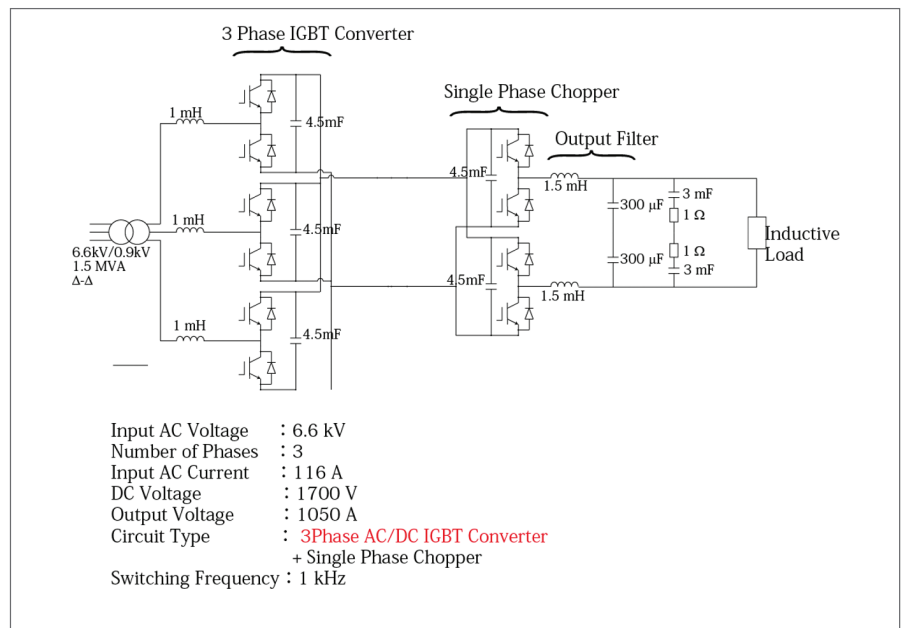 3 Phase IGBT Converter
Single Phase Chopper
Output Filter
1 mH
4.5mF
4.5mF
1.5 mH
3 mF
300 μF
1 Ω
1 mH
4.5mF
Inductive
Load
6.6kV/0.9kV
1.5 MVA
Δ-Δ
1 Ω
300 μF
3 mF
4.5mF
1.5 mH
1 mH
4.5mF
Input AC Voltage : 6.6 kV
Number of Phases : 3
Input AC Current : 116 A
DC Voltage : 1700 V
Output Voltage : 1050 A
Circuit Type : 3Phase AC/DC IGBT Converter
+ Single Phase Chopper
Switching Frequency : 1 kHz